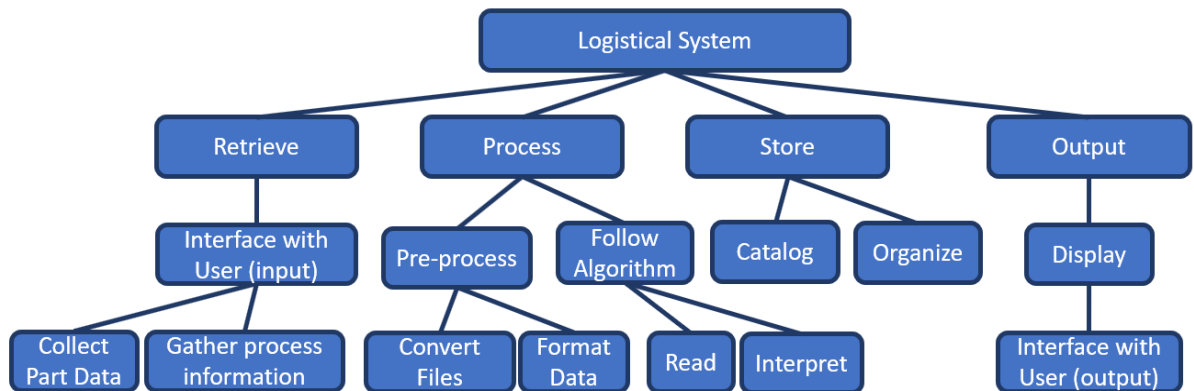 Logistical System
Retrieve
Process
Store
Output
Interface with
User (input)
Pre-process
Follow
Algorithm
Catalog
Organize
Display
Collect
Part Data
Gather process
information
Convert
Files
Format
Data
Read
Interpret
Interface with
User (output)